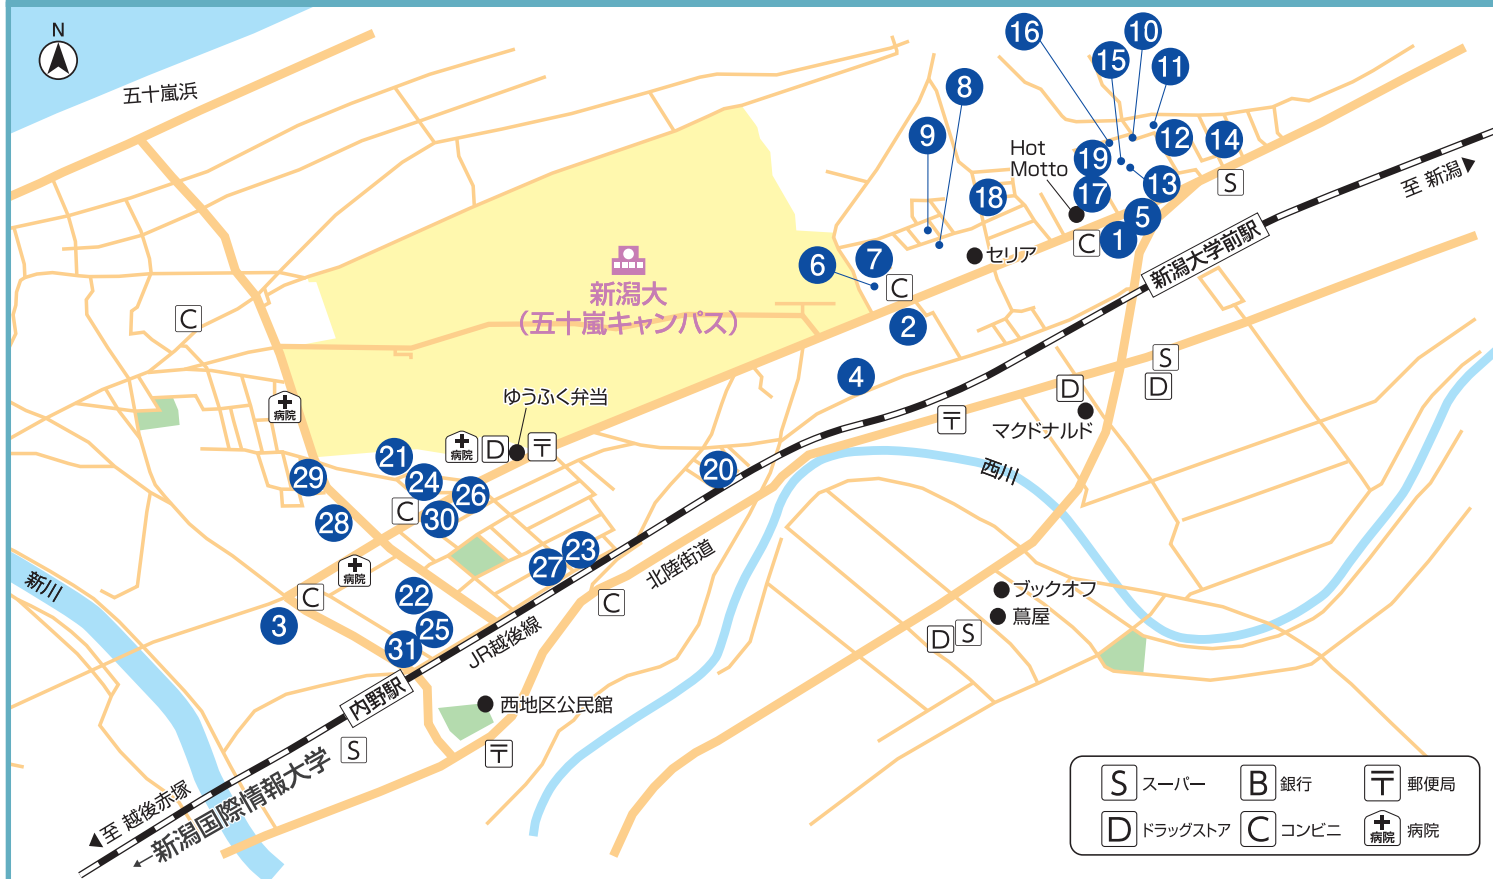 N
五十嵐浜
16
10
15
11
8
9
Hot
Motto
19
12
14
S
至 新潟
18
17
13
5
C
1
新潟大学前駅
セリア
6
7
C
2
新潟大
(五十嵐キャンパス)
C
4
S
D
D
マクドナルド
〒
病院
ゆうふく弁当
病院
D
〒
21
29
24
26
20
西川
C
30
28
27
23
北陸街道
病院
新川
C
22
C
3
25
31
JR越後線
ブックオフ
蔦屋
D
S
内野駅
西地区公民館
S
〒
至 越後赤塚
←新潟国際情報大学
S スーパー
B 銀行
〒 郵便局
D ドラッグストア
C コンビニ
病院 病院